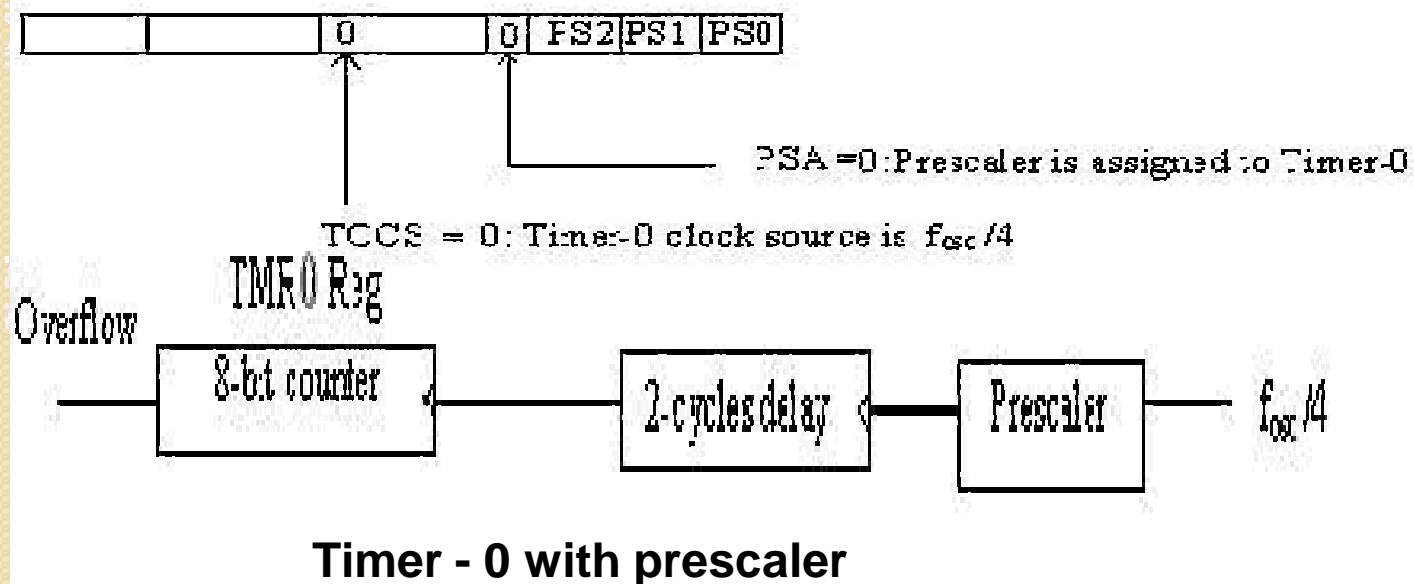 0 0 PS2 PS1 PS0
PSA =0:Prescaler is assigned to Timer-0
TCCS = 0: Timer-0 clock source is fosc/4
TMR0 Reg
Overflow
8-bit counter
2-cycles delay
Prescaler
fosc/4
Timer - 0 with prescaler